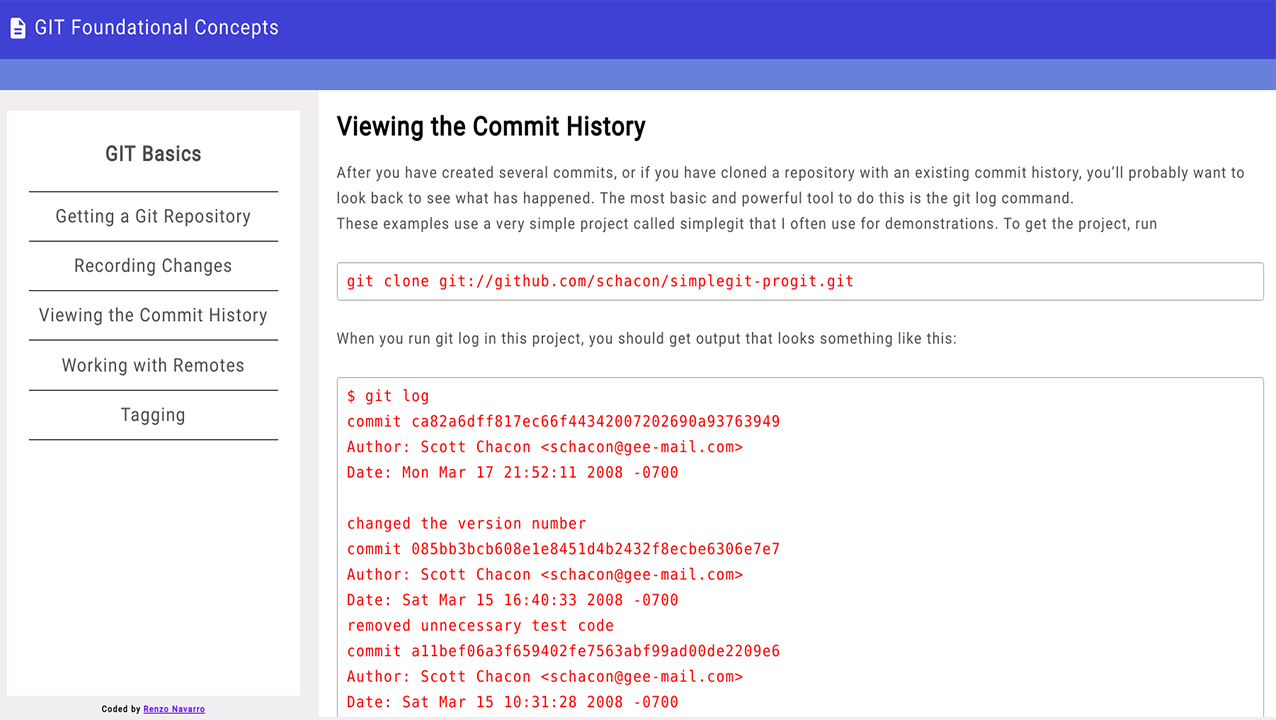 GIT Foundational Concepts
GIT Basics
Getting a Git Repository
Recording Changes
Viewing the Commit History
Working with Remotes
Tagging
Coded by Renzo Navarro
Viewing the Commit History
After you have created several commits, or if you have cloned a repository with an existing commit history, you’ll probably want to
look back to see what has happened. The most basic and powerful tool to do this is the git log command.
These examples use a very simple project called simplegit that I often use for demonstrations. To get the project, run
git clone git://github.com/schacon/simplegit-progit.git
When you run git log in this project, you should get output that looks something like this:
$ git log
commit ca82a6dff817ec66f44342007202690a93763949
Author: Scott Chacon <schacon@gee-mail.com>
Date: Mon Mar 17 21:52:11 2008 -0700
changed the version number
commit 085bb3bcb608e1e8451d4b2432f8ecbe6306e7e7
Author: Scott Chacon <schacon@gee-mail.com>
Date: Sat Mar 15 16:40:33 2008 -0700
removed unnecessary test code
commit a11bef06a3f659402fe7563abf99ad00de2209e6
Author: Scott Chacon <schacon@gee-mail.com>
Date: Sat Mar 15 10:31:28 2008 -0700